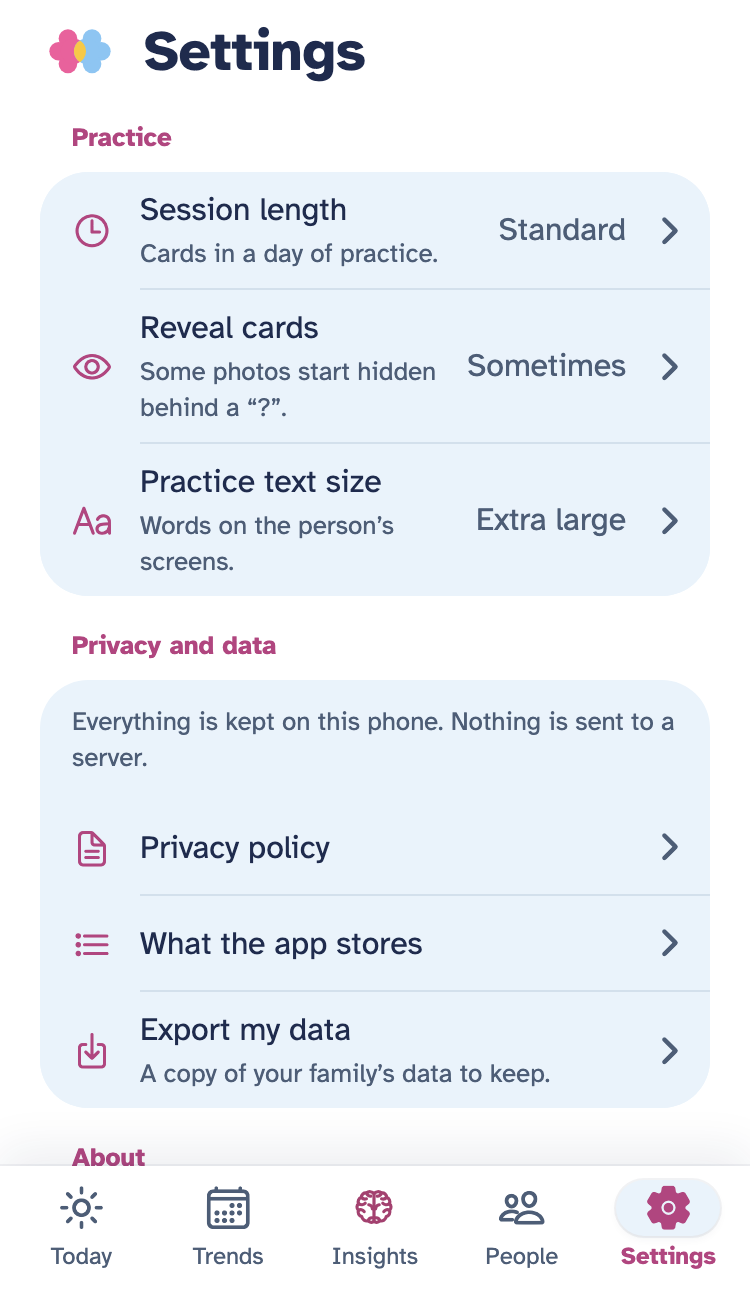 Settings
Practice
Session length
Cards in a day of practice.
Standard
Reveal cards
Some photos start hidden
behind a “?”.
Sometimes
Aa
Practice text size
Words on the person’s
screens.
Extra large
Privacy and data
Everything is kept on this phone. Nothing is sent to a
server.
Privacy policy
What the app stores
Export my data
A copy of your family’s data to keep.
About
Today
Trends
Insights
People
Settings